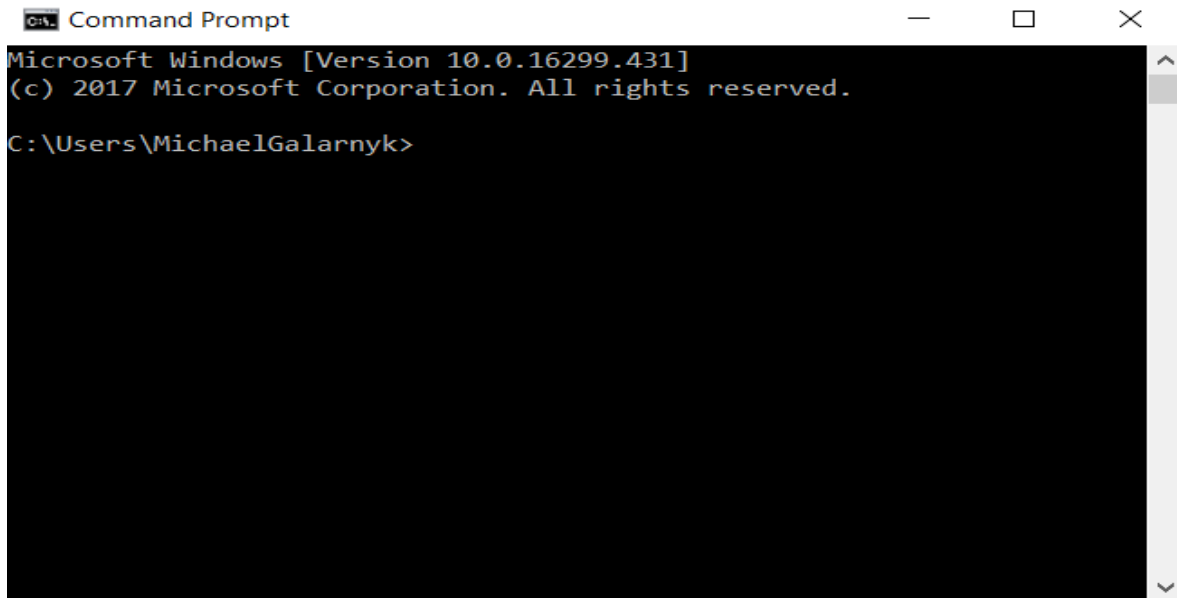 Command Prompt
Microsoft Windows [Version 10.0.16299.431]
(c) 2017 Microsoft Corporation. All rights reserved.
C:\Users\MichaelGalarnyk>